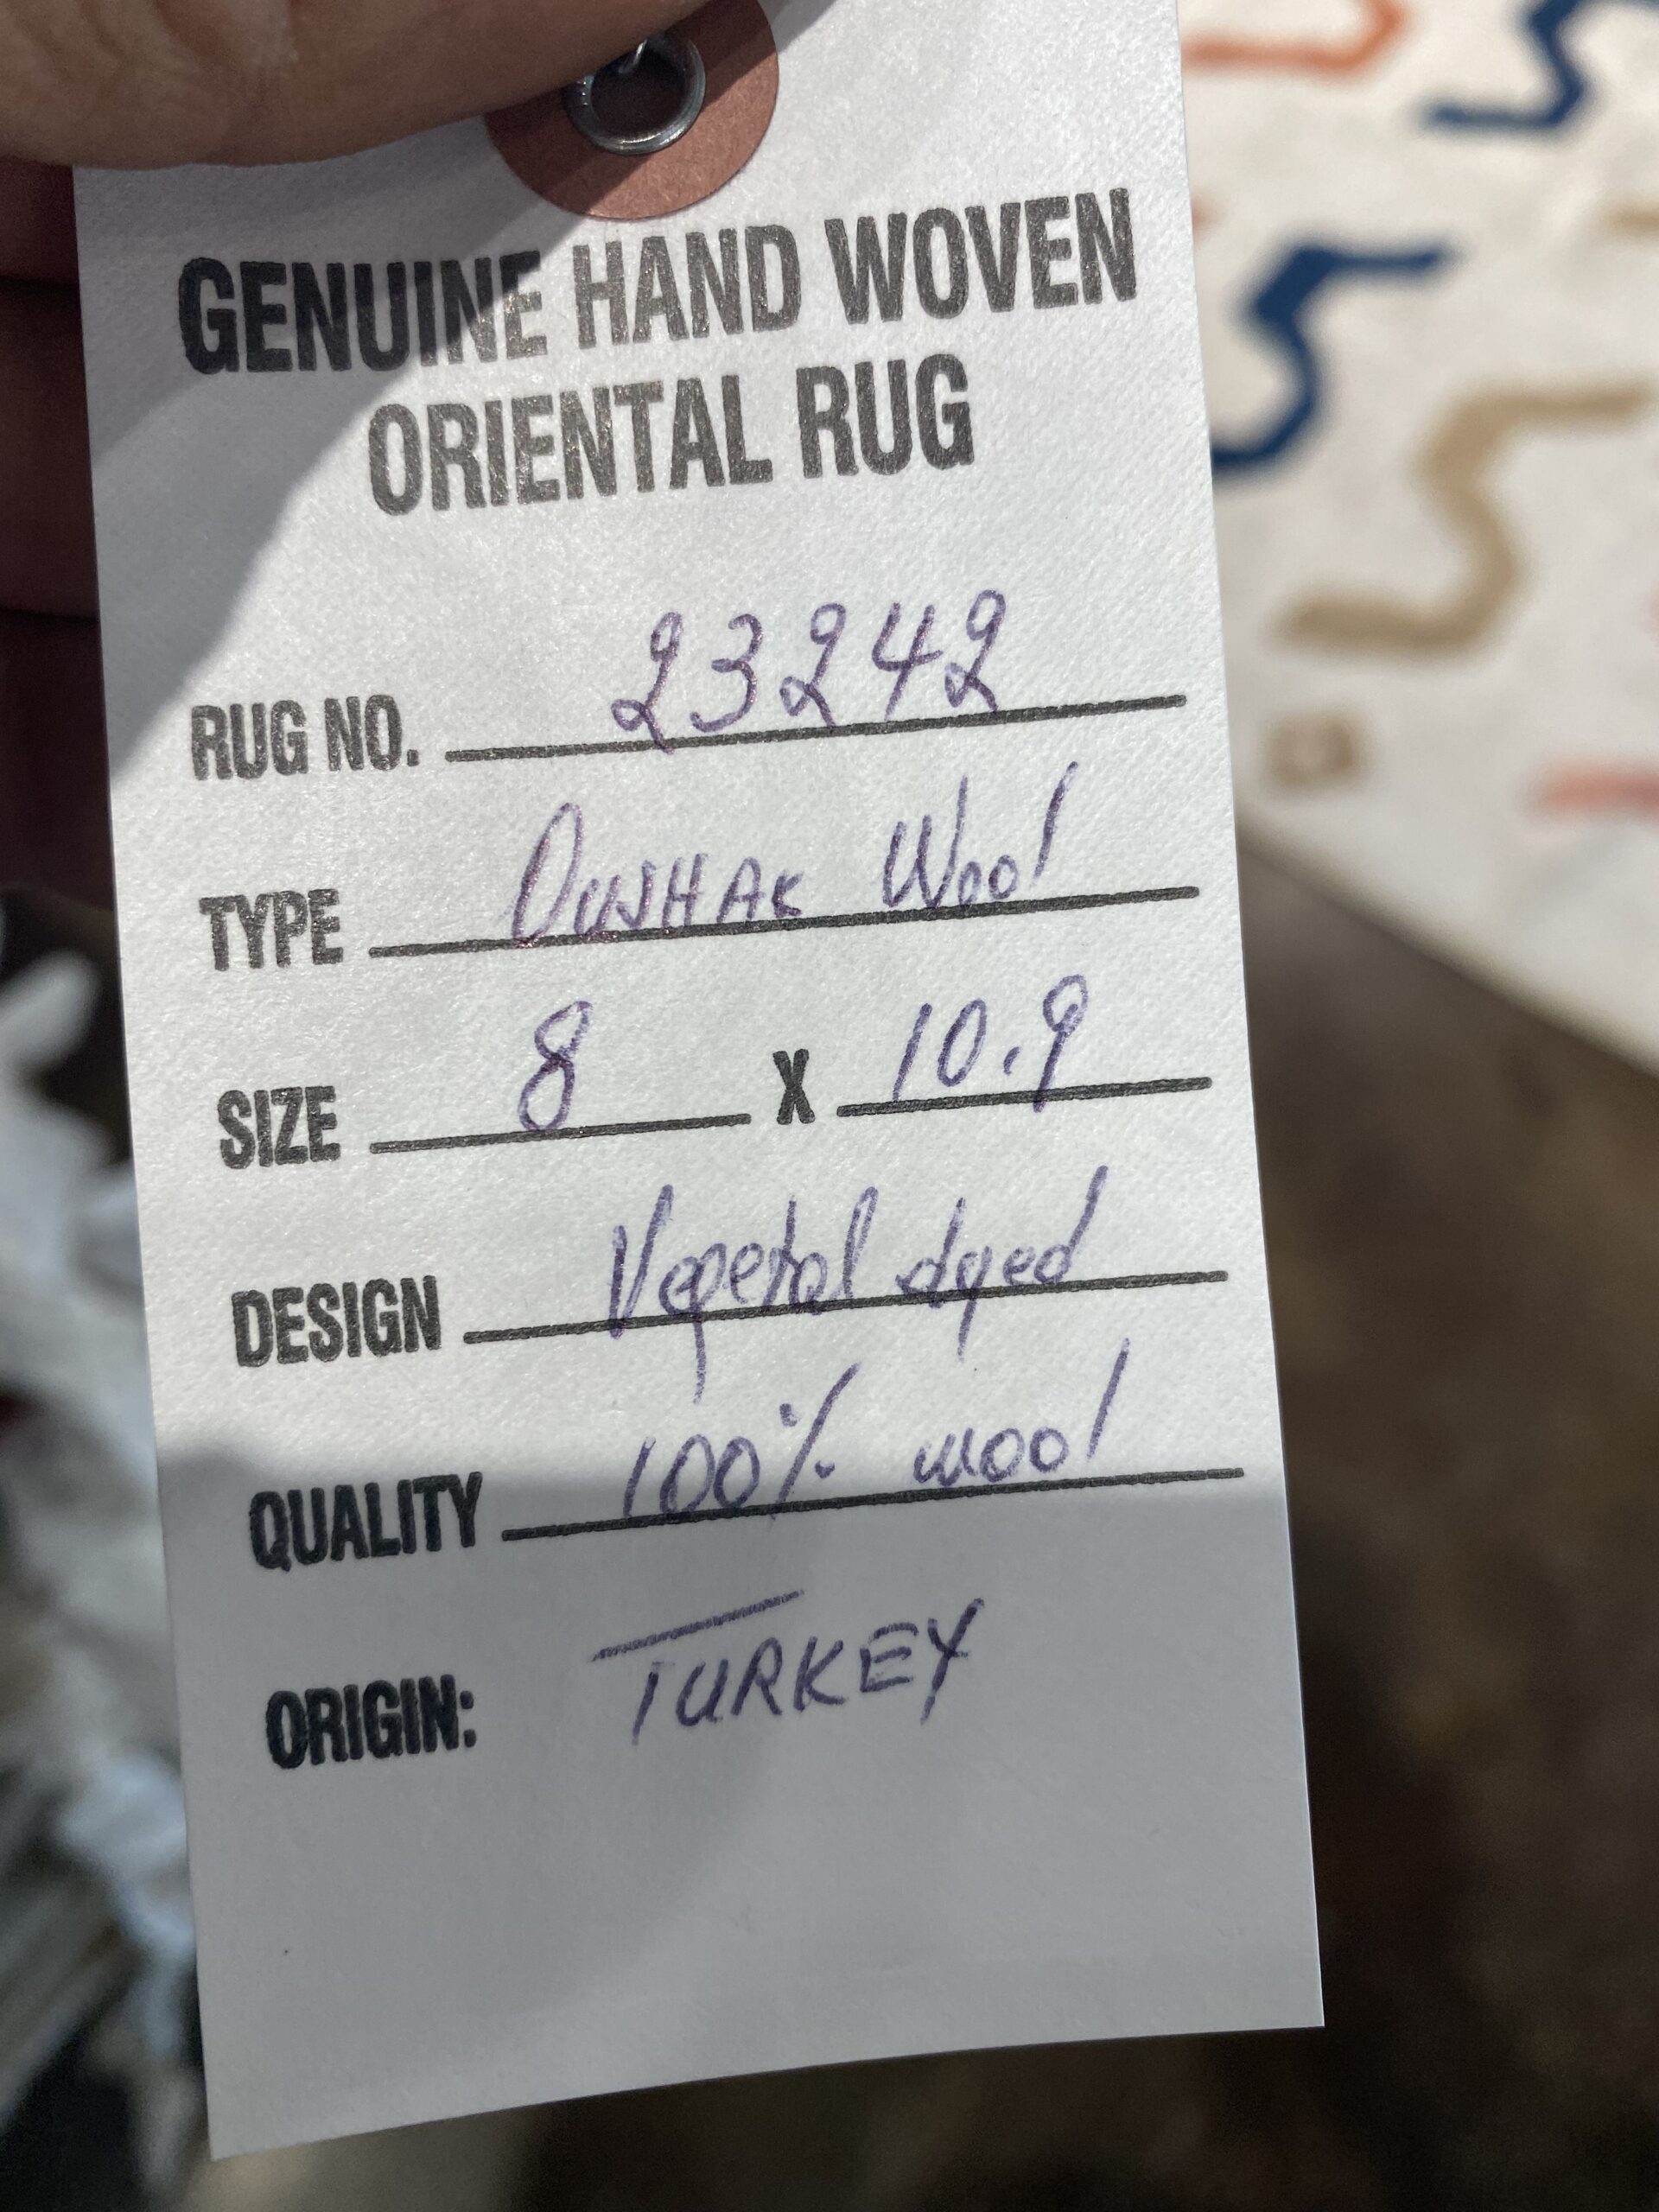 GENUINE HAND WOVEN
ORIENTAL RUG
RUG NO. 23242
TYPE OUSHAK Wool
SIZE 8 X 10.9
DESIGN Vegetal dyed
QUALITY 100% wool
ORIGIN: TURKEY